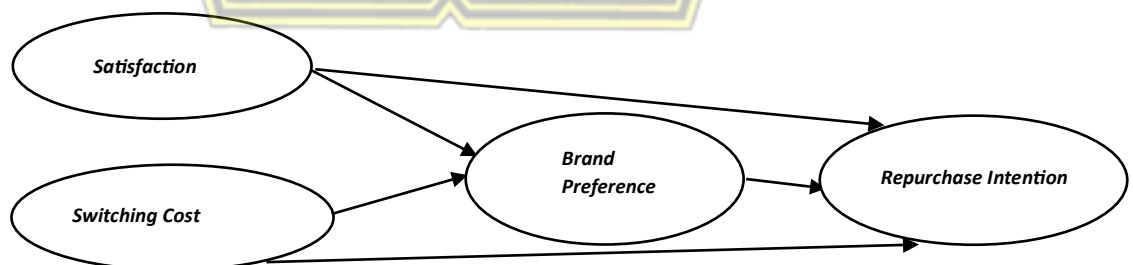 Satisfaction
Brand
Preference
Repurchase Intention
Switching Cost